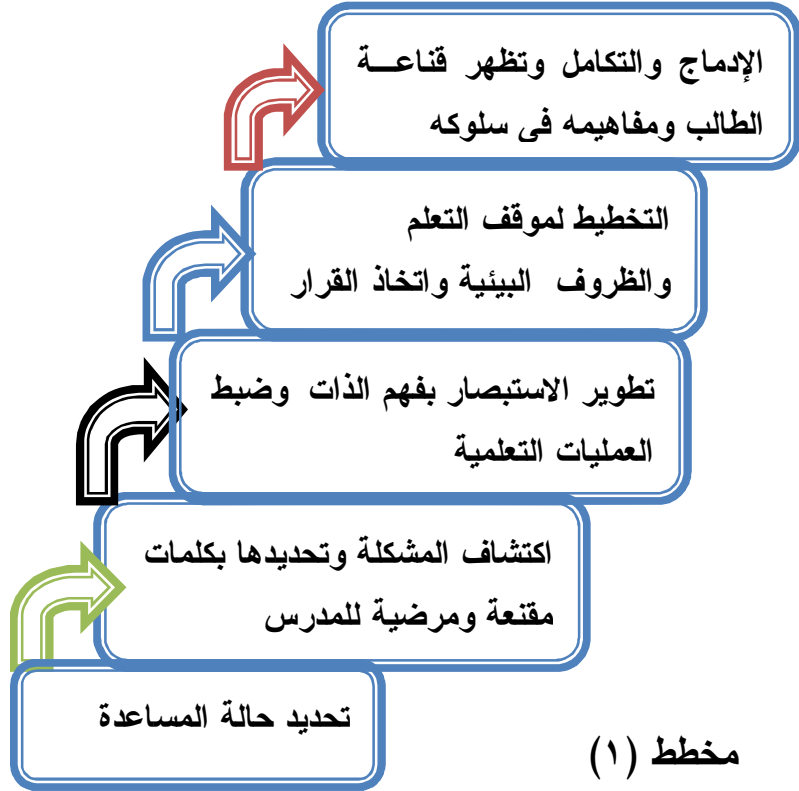 الإدماج والتكامل وتظهر قناعـــة
الطالب ومفاهيمه فى سلوكه
التخطيط لموقف التعلم
والظروف البيئية واتخاذ القرار
تطوير الاستبصار بفهم الذات وضبط
العمليات التعلمية
اكتشاف المشكلة وتحديدها بكلمات
مقنعة ومرضية للمدرس
تحديد حالة المساعدة
مخطط (١)